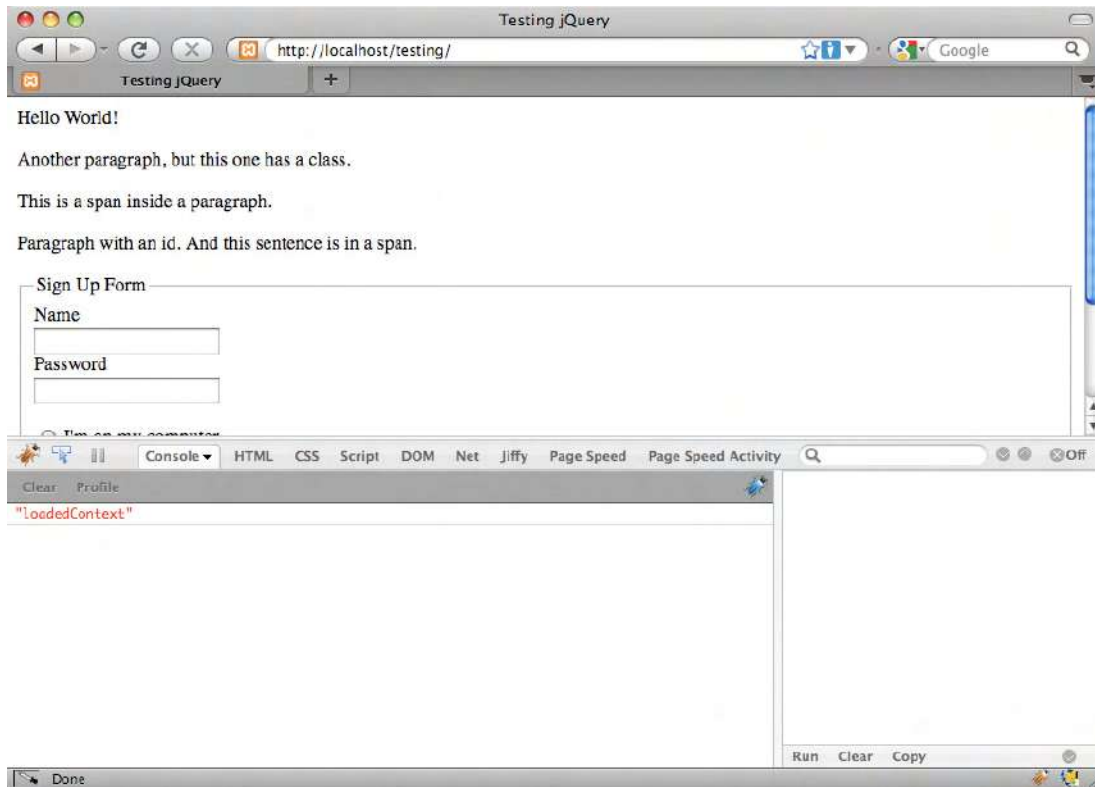 Testing jQuery
http://localhost/testing/
Google
Testing jQuery
Hello World!
Another paragraph, but this one has a class.
This is a span inside a paragraph.
Paragraph with an id. And this sentence is in a span.
Sign Up Form
Name
Password
I'm on my computer
Console HTML CSS Script DOM Net Jiffy Page Speed Page Speed Activity Off
Clear Profile
"loadedContext"
Run Clear Copy
Done